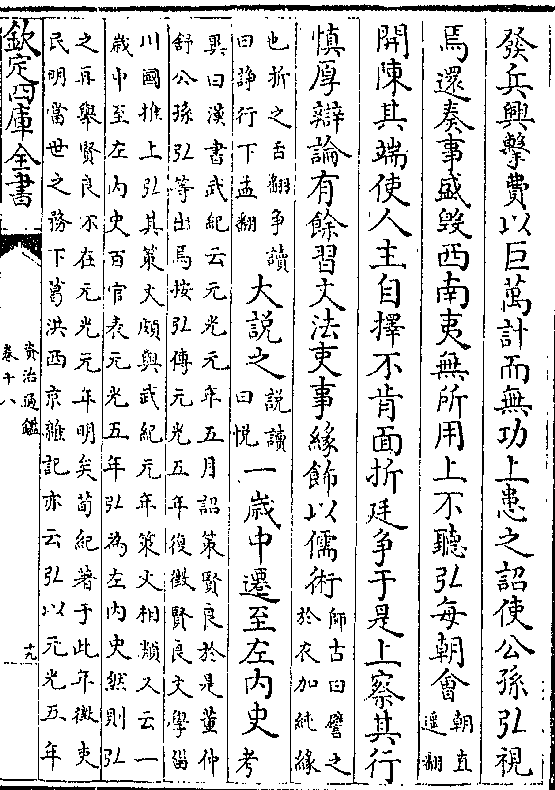 發兵興擊費以巨萬計而無功上患之詔使公孫弘視
焉還奏事盛毀西南夷無所用上不聽弘每朝會
朝直
遥翻
開陳其端使人主自擇不肯面折廷争于是上察其行
慎厚辯論有餘習文法吏事緣飾以儒術
師古曰譬之
於衣加純緣
也折之舌翻争讀
曰諍行下孟翻
大説之
説讀
曰悦
一歲中遷至左内史
考
異曰漢書武紀云元光元年五月詔策賢良於是董仲
舒公孫弘等出焉按弘傳元光五年復徵賢良文學菑
川國推上弘其策文頗與武紀元年策文相類又云一
歲中至左内史百官表元光五年弘為左内史然則弘
之再舉賢良不在元光元年明矣荀紀著于此年徵吏
民明當世之務下葛洪西京雜記亦云弘以元光五年
欽定四庫全書
資治通鑑
卷十八
十九